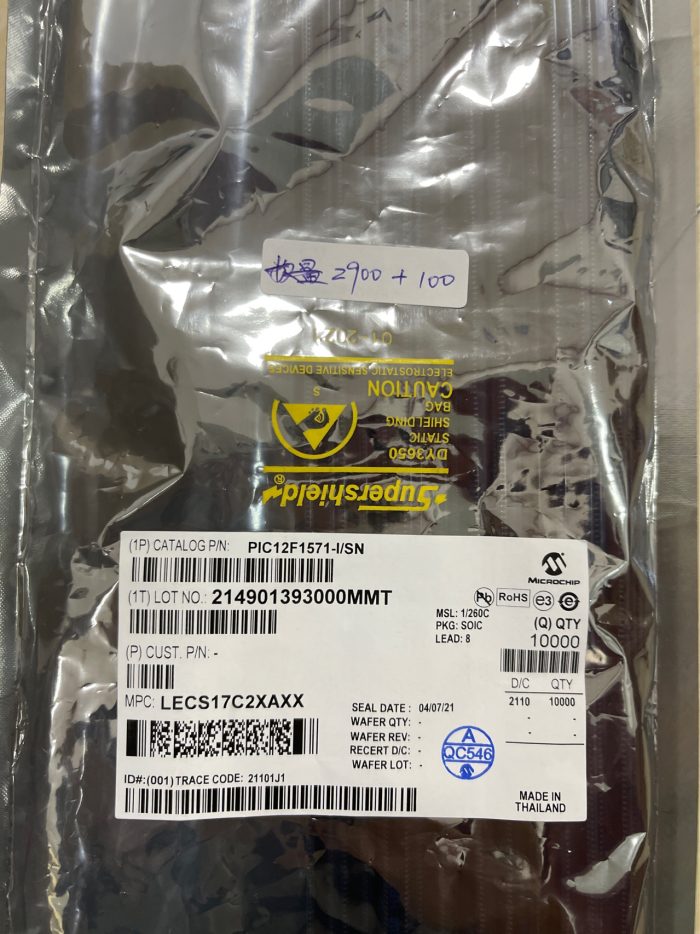 2900 + 100
01-2021
ELECTROSTATIC SENSITIVE DEVICES
CAUTION
S
BAG
SHIELDING
STATIC
DY3650
Supershield®
(1P) CATALOG P/N: PIC12F1571-I/SN
MICROCHIP
(1T) LOT NO.: 214901393000MMT
Pb RoHS e3 e
MSL: 1/260C
PKG: SOIC
LEAD: 8
(Q) QTY
10000
(P) CUST. P/N: -
D/C QTY
2110 10000
- -
- -
MPC: LECS17C2XAXX
SEAL DATE : 04/07/21
WAFER QTY: -
WAFER REV: -
RECERT D/C: -
WAFER LOT: -
A
QC546
ID#:(001) TRACE CODE: 21101J1
MADE IN
THAILAND